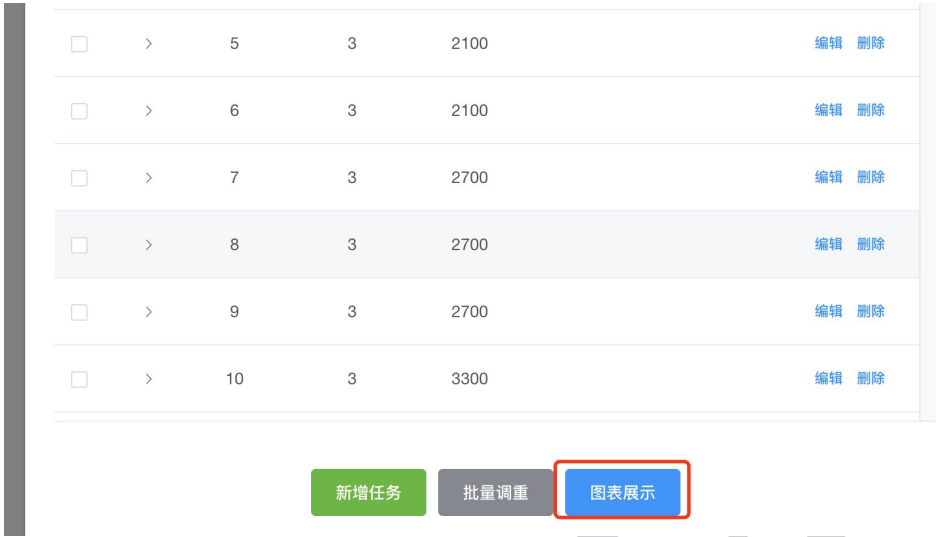 5 3 2100 编辑 删除
6 3 2100 编辑 删除
7 3 2700 编辑 删除
8 3 2700 编辑 删除
9 3 2700 编辑 删除
10 3 3300 编辑 删除
新增任务 批量调重 图表展示